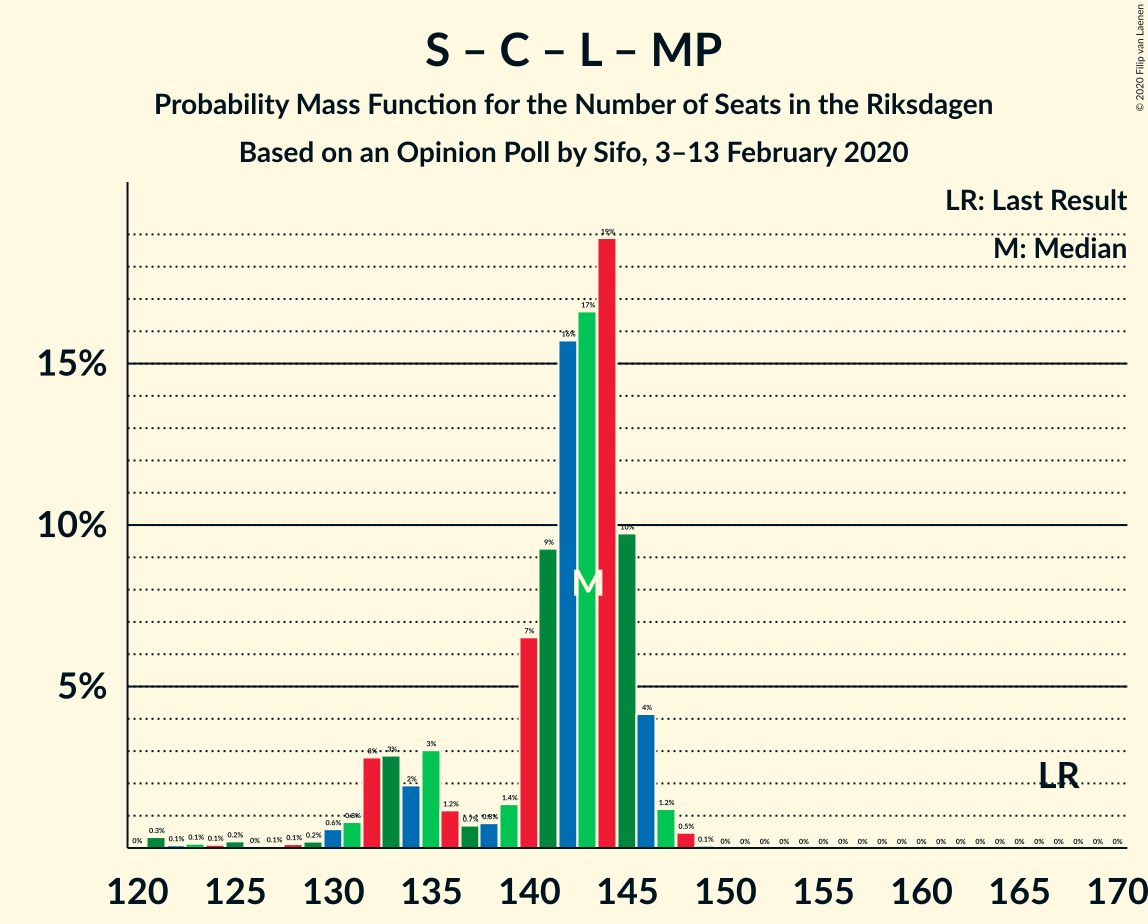 S – C – L – MP
Probability Mass Function for the Number of Seats in the Riksdagen
Based on an Opinion Poll by Sifo, 3–13 February 2020
© 2020 Filip van Laenen
LR: Last Result
M: Median
15%
10%
5%
0% 0.3% 0.1% 0.1% 0.1% 0.2% 0% 0.1% 0.1% 0.2% 0.6% 0.8% 3% 3% 2% 3% 1.2% 0.7% 0.8% 1.4% 7% 9% 16% 17% 19% 10% 4% 1.2% 0.5% 0.1% 0% 0% 0% 0% 0% 0% 0% 0% 0% 0% 0% 0% 0% 0% 0% 0% 0% 0% 0% 0% 0%
M
LR
120 125 130 135 140 145 150 155 160 165 170